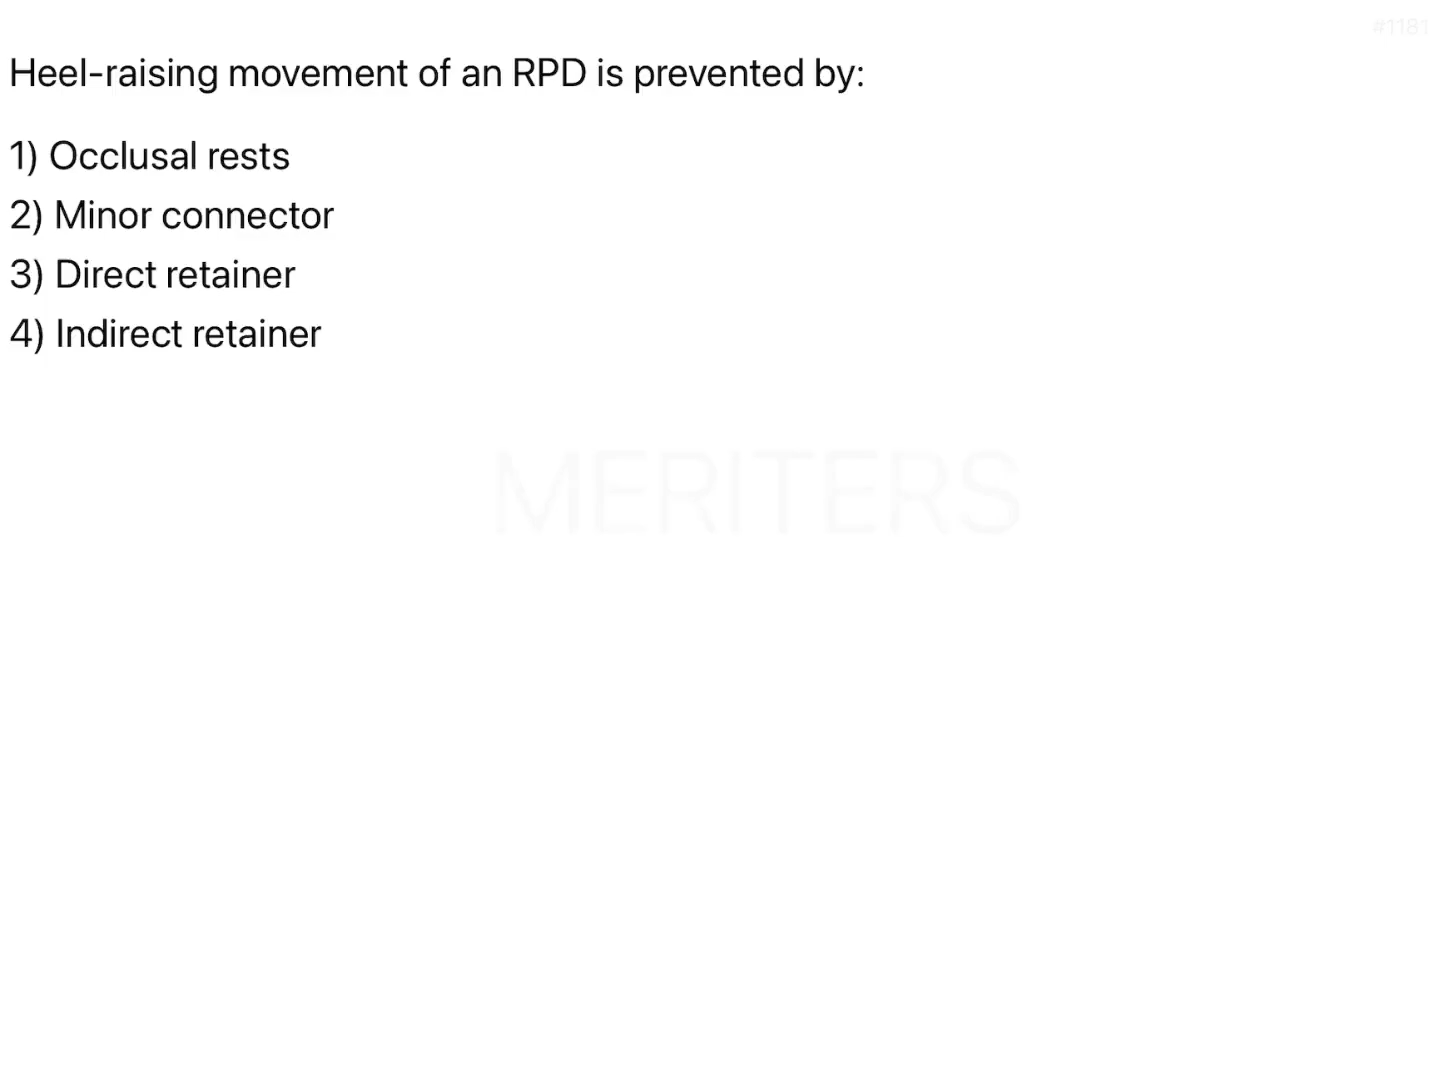 #1181
Heel-raising movement of an RPD is prevented by:
1) Occlusal rests
2) Minor connector
3) Direct retainer
4) Indirect retainer
MERITERS